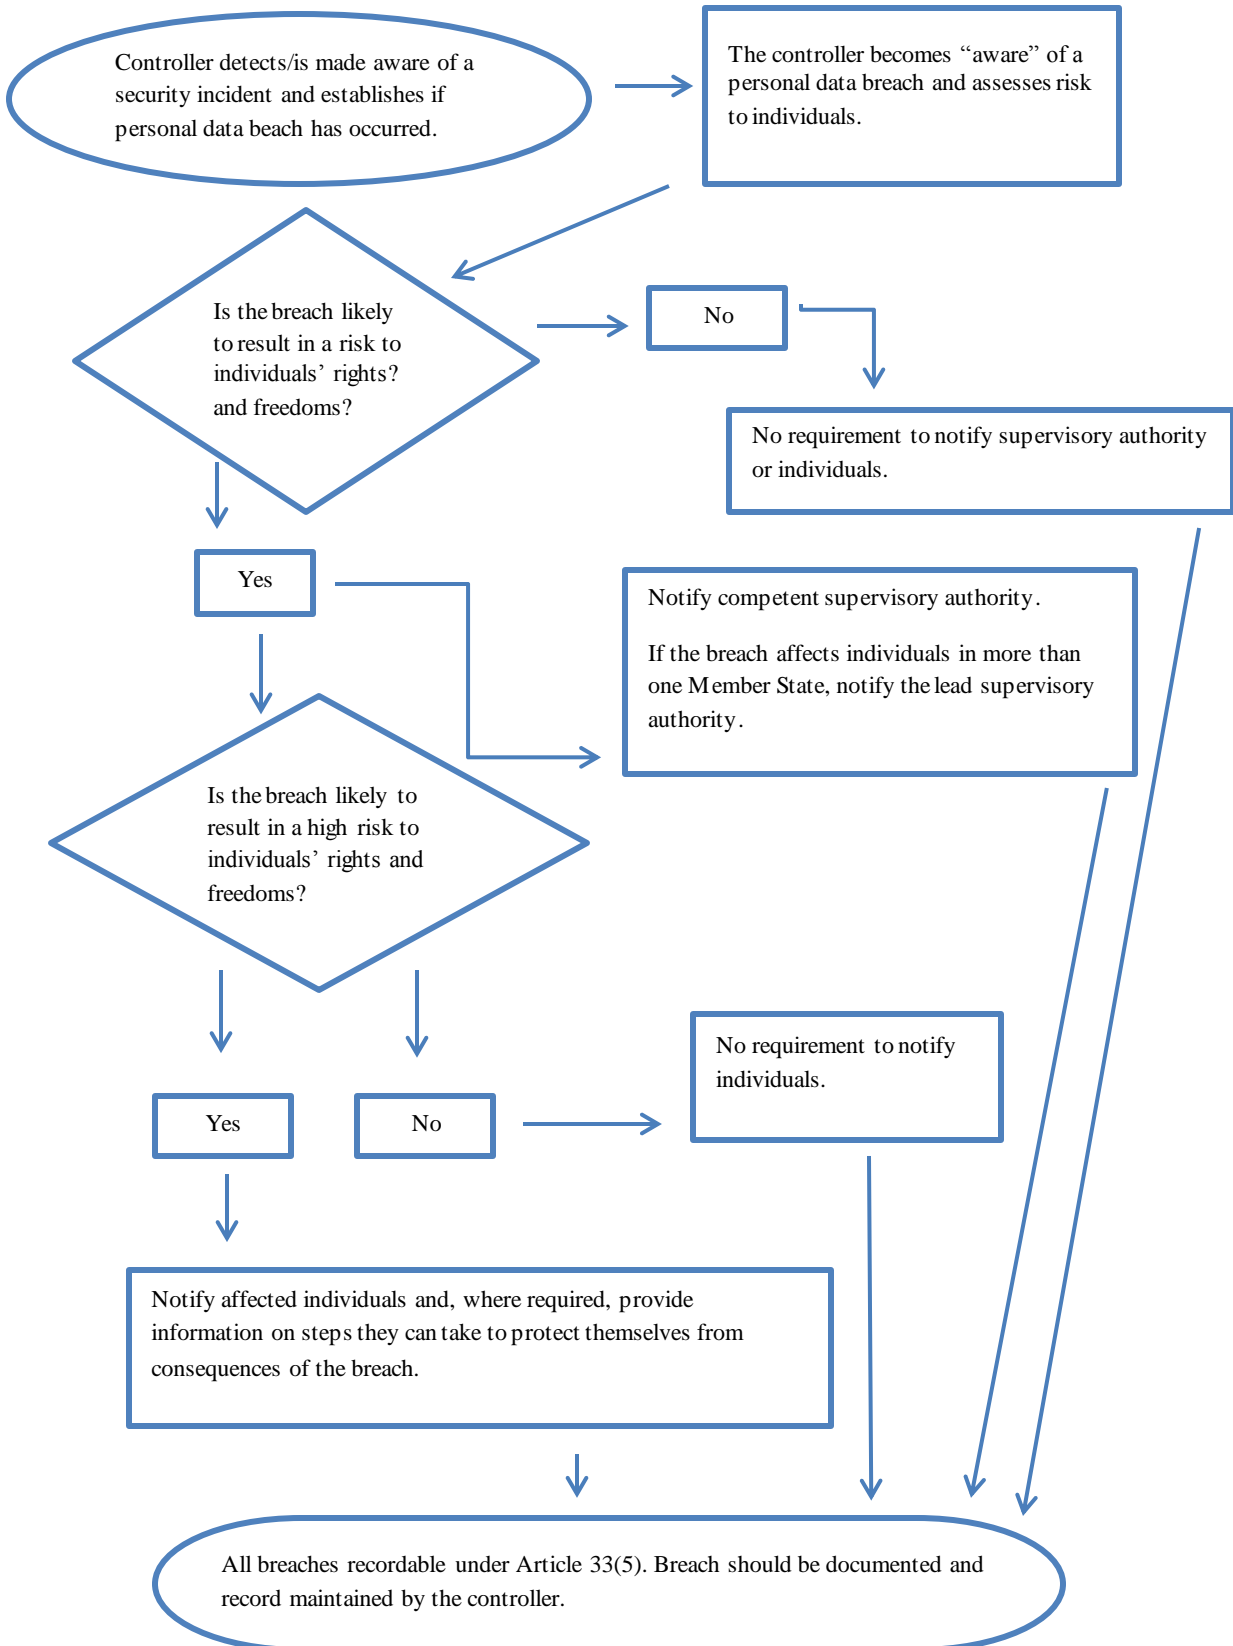 Controller detects/is made aware of a
security incident and establishes if
personal data beach has occurred.
The controller becomes “aware” of a
personal data breach and assesses risk
to individuals.
Is the breach likely
to result in a risk to
individuals’ rights?
and freedoms?
No
No requirement to notify supervisory authority
or individuals.
Yes
Notify competent supervisory authority.
If the breach affects individuals in more than
one Member State, notify the lead supervisory
authority.
Is the breach likely to
result in a high risk to
individuals’ rights and
freedoms?
No requirement to notify
individuals.
Yes
No
Notify affected individuals and, where required, provide
information on steps they can take to protect themselves from
consequences of the breach.
All breaches recordable under Article 33(5). Breach should be documented and
record maintained by the controller.